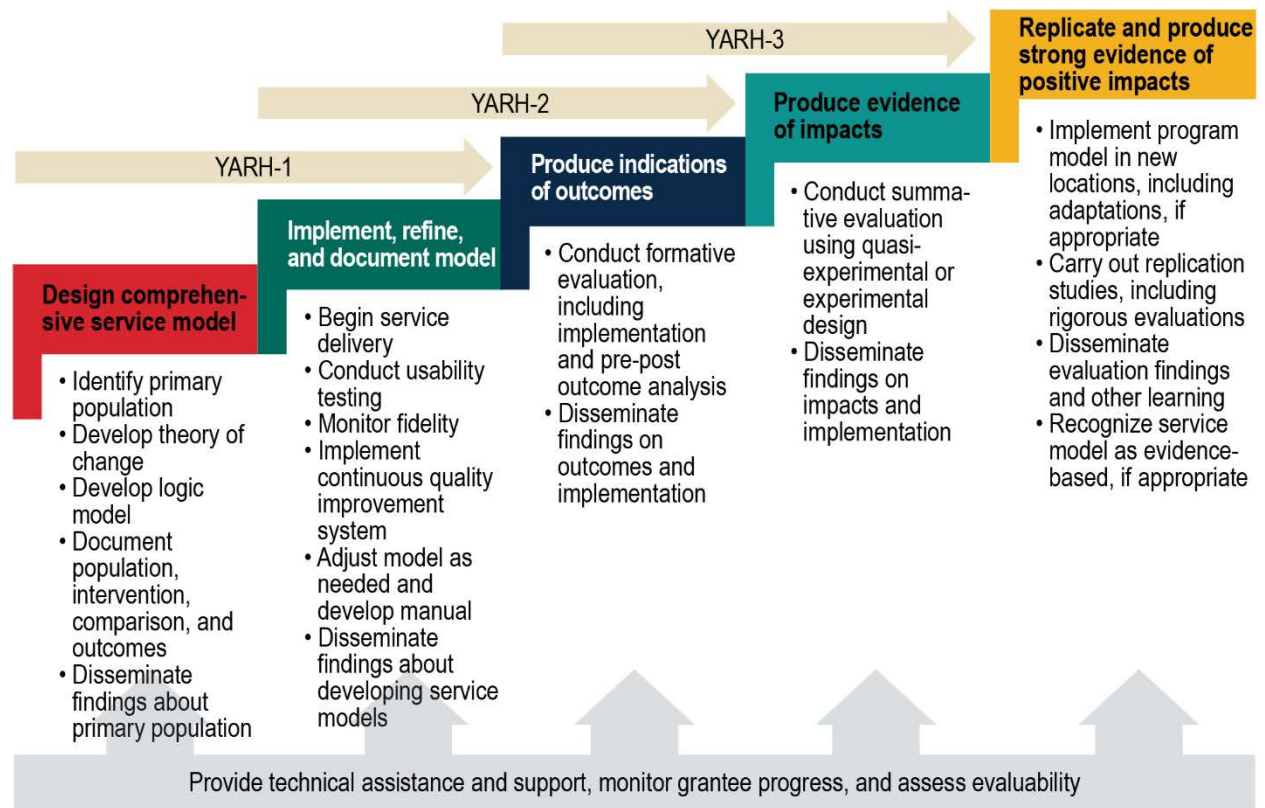 YARH-3
YARH-2
YARH-1
Design comprehen-
sive service model
• Identify primary
population
• Develop theory of
change
• Develop logic
model
• Document
population,
intervention,
comparison, and
outcomes
• Disseminate
findings about
primary population
Implement, refine,
and document model
• Begin service
delivery
• Conduct usability
testing
• Monitor fidelity
• Implement
continuous quality
improvement
system
• Adjust model as
needed and
develop manual
• Disseminate
findings about
developing service
models
Produce indications
of outcomes
• Conduct formative
evaluation,
including
implementation
and pre-post
outcome analysis
• Disseminate
findings on
outcomes and
implementation
Produce evidence
of impacts
• Conduct summa-
tive evaluation
using quasi-
experimental or
experimental
design
• Disseminate
findings on
impacts and
implementation
Replicate and produce
strong evidence of
positive impacts
• Implement program
model in new
locations, including
adaptations, if
appropriate
• Carry out replication
studies, including
rigorous evaluations
• Disseminate
evaluation findings
and other learning
• Recognize service
model as evidence-
based, if appropriate
Provide technical assistance and support, monitor grantee progress, and assess evaluability